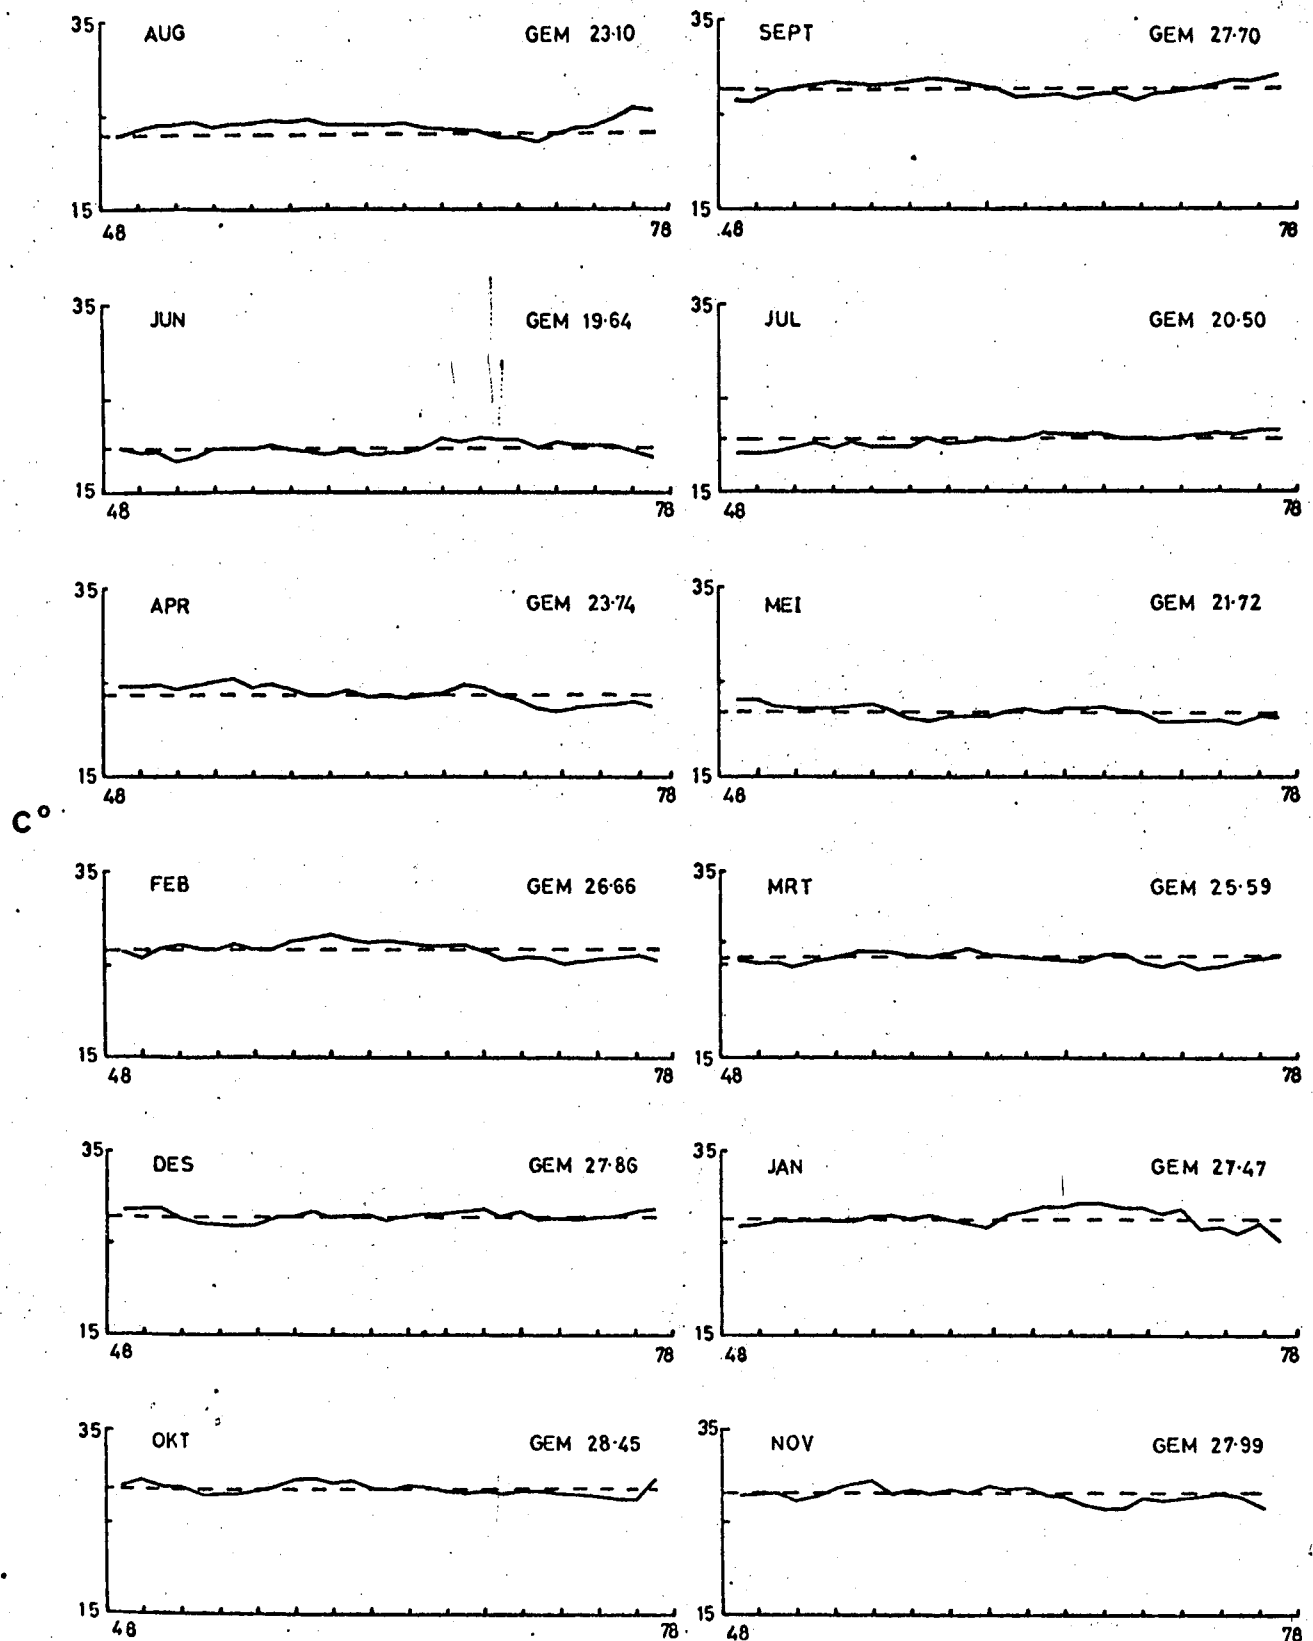 35 AUG GEM 23·10
15
48 78
35 SEPT GEM 27·70
15
48 78
35 JUN GEM 19·64
15
48 78
35 JUL GEM 20·50
15
48 78
35 APR GEM 23·74
15
48 78
35 MEI GEM 21·72
15
48 78
C°
35 FEB GEM 26·66
15
48 78
35 MRT GEM 25·59
15
48 78
35 DES GEM 27·86
15
48 78
35 JAN GEM 27·47
15
48 78
35 OKT GEM 28·45
15
48 78
35 NOV GEM 27·99
15
48 78